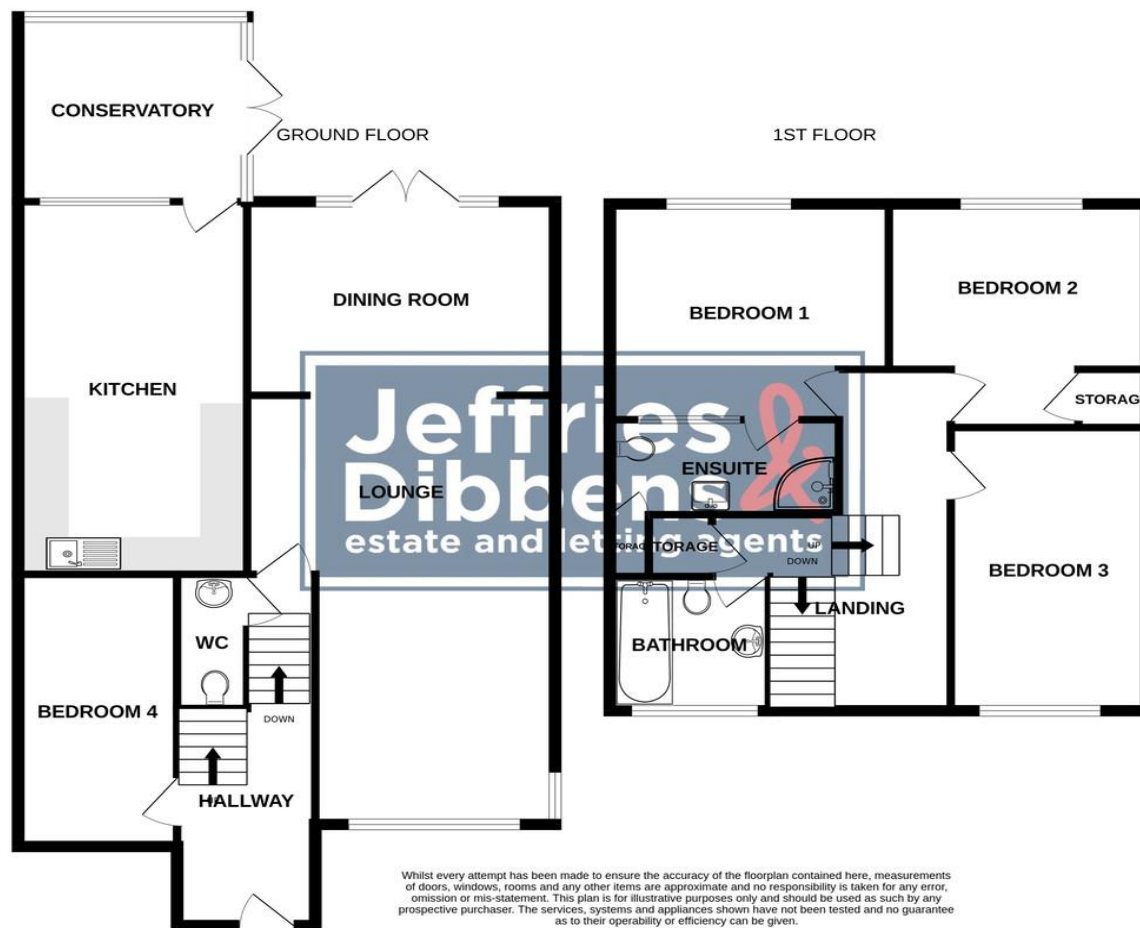 CONSERVATORY
GROUND FLOOR
1ST FLOOR
DINING ROOM
KITCHEN
LOUNGE
WC
BEDROOM 4
DOWN
HALLWAY
BEDROOM 1
BEDROOM 2
STORAG
ENSUITE
TORAGE
UP
DOWN
BEDROOM 3
LANDING
BATHROOM
Jeffries &
Dibbens
estate and letting agents
Whilst every attempt has been made to ensure the accuracy of the floorplan contained here, measurements
of doors, windows, rooms and any other items are approximate and no responsibility is taken for any error,
omission or mis-statement. This plan is for illustrative purposes only and should be used as such by any
prospective purchaser. The services, systems and appliances shown have not been tested and no guarantee
as to their operability or efficiency can be given.